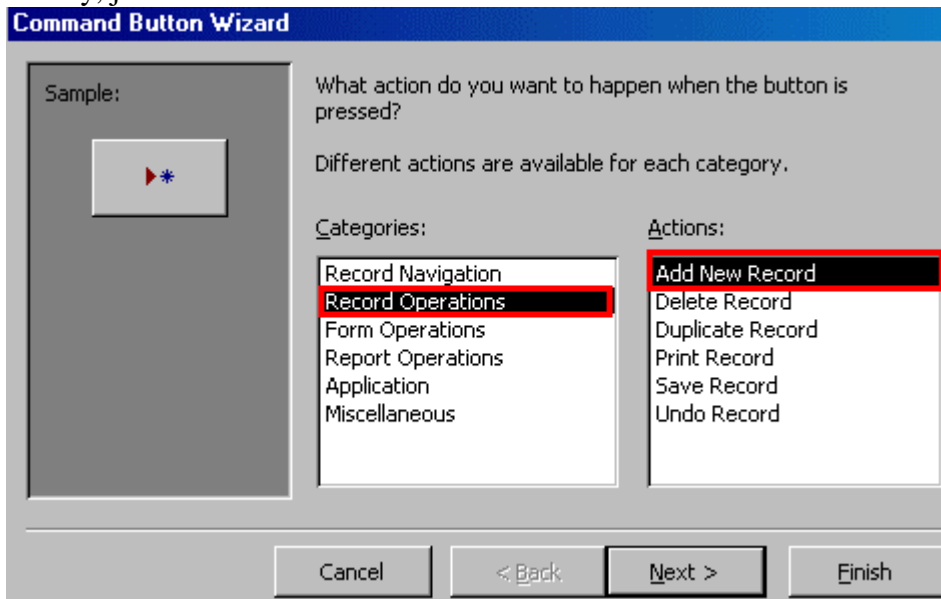 Command Button Wizard
Sample:
What action do you want to happen when the button is
pressed?
Different actions are available for each category.
Categories:
Actions:
Record Navigation
Record Operations
Form Operations
Report Operations
Application
Miscellaneous
Add New Record
Delete Record
Duplicate Record
Print Record
Save Record
Undo Record
Cancel
< Back
Next >
Finish